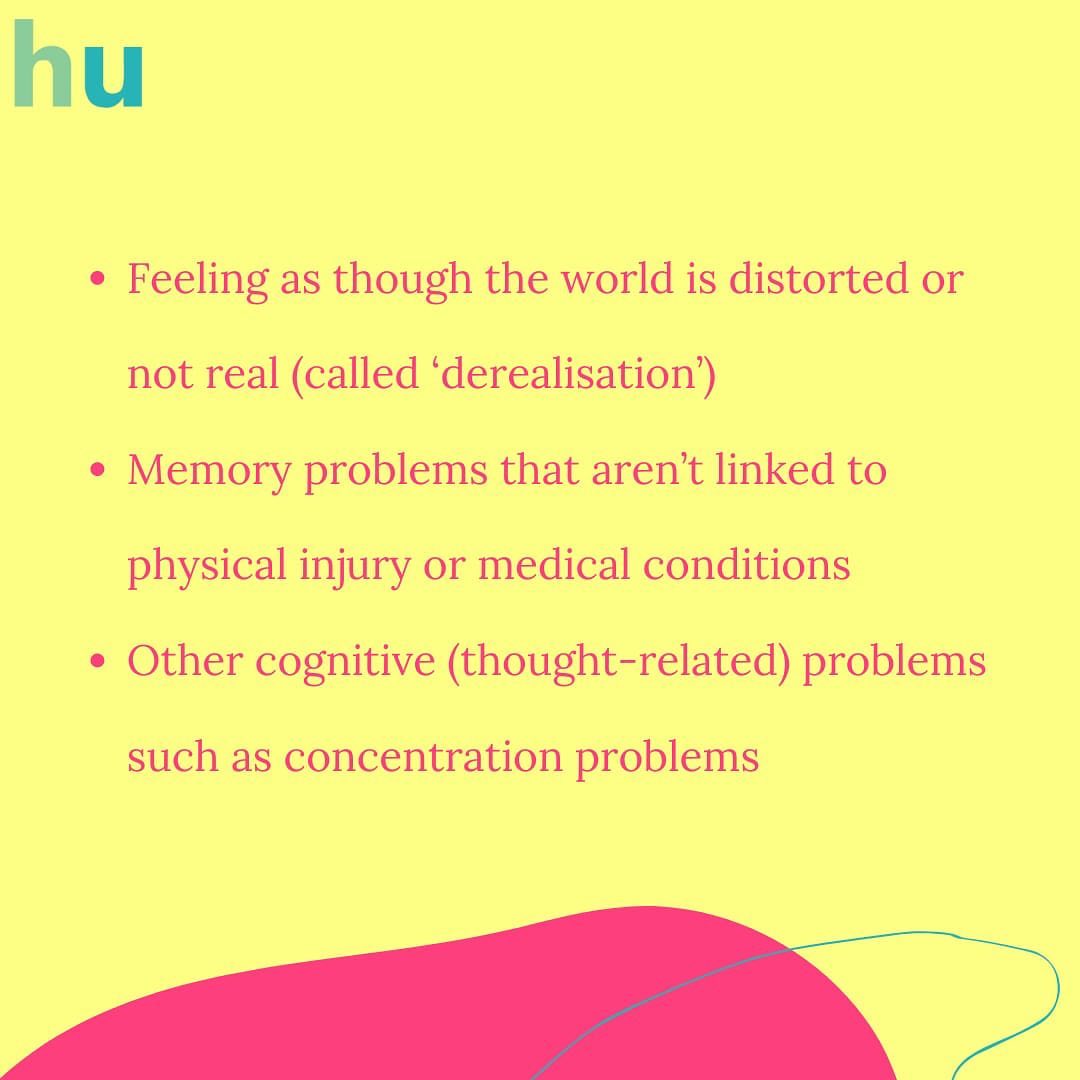 hu
• Feeling as though the world is distorted or
not real (called ‘derealisation’)
• Memory problems that aren’t linked to
physical injury or medical conditions
• Other cognitive (thought-related) problems
such as concentration problems